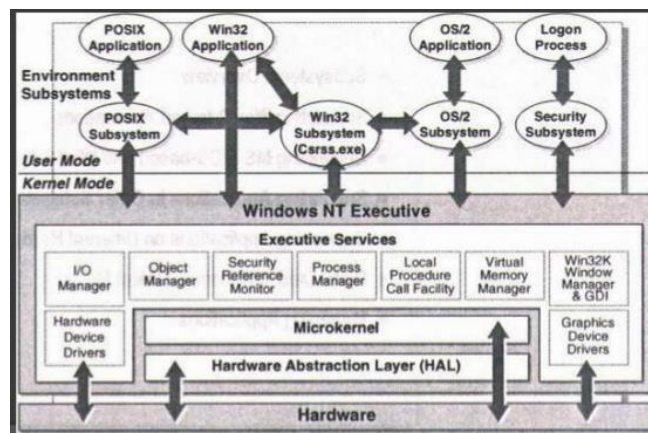 POSIX Application
Win32 Application
OS/2 Application
Logon Process
Environment Subsystems
POSIX Subsystem
Win32 Subsystem (Csrss.exe)
OS/2 Subsystem
Security Subsystem
User Mode
Kernel Mode
Windows NT Executive
Executive Services
I/O Manager
Object Manager
Security Reference Monitor
Process Manager
Local Procedure Call Facility
Virtual Memory Manager
Win32K Window Manager & GDI
Hardware Device Drivers
Graphics Device Drivers
Microkernel
Hardware Abstraction Layer (HAL)
Hardware